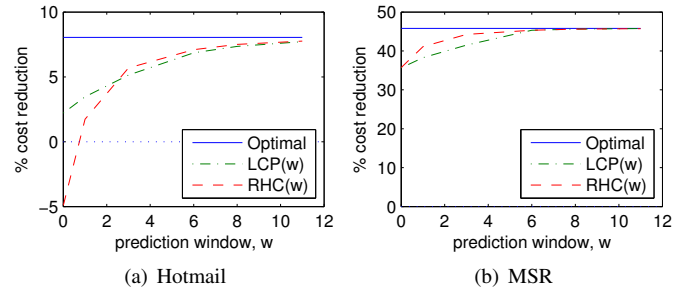 % cost reduction
10
5
0
−5
0 2 4 6 8 10 12
prediction window, w
Optimal
LCP(w)
RHC(w)
(a) Hotmail
% cost reduction
50
40
30
20
10
0
0 2 4 6 8 10 12
prediction window, w
Optimal
LCP(w)
RHC(w)
(b) MSR